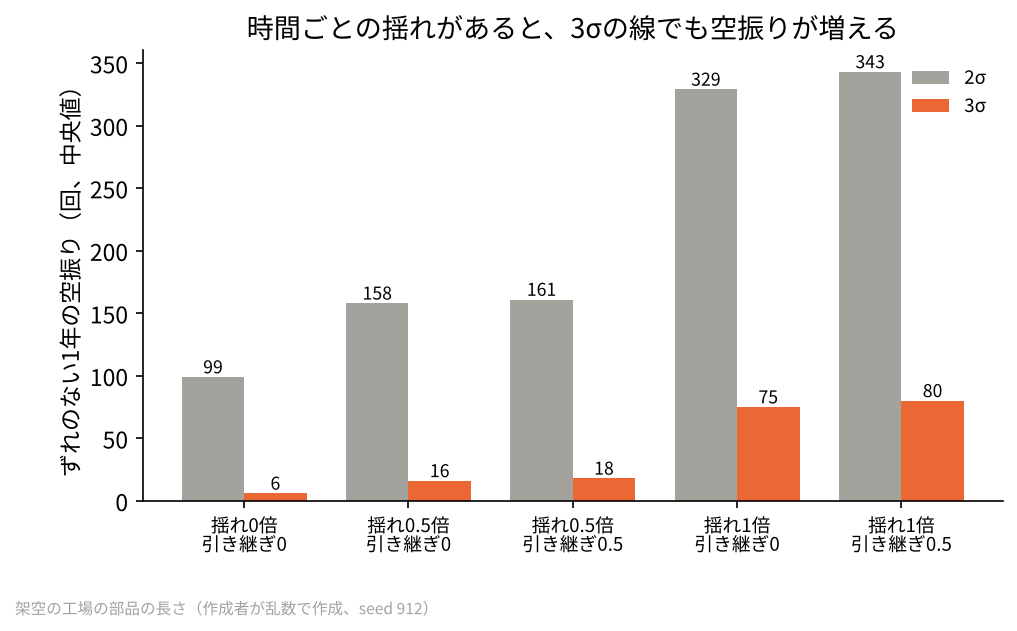 時間ごとの揺れがあると、3σの線でも空振りが増える
ずれのない1年の空振り（回、中央値）
350
300
250
200
150
100
50
0
2σ
3σ
99
6
158
16
161
18
329
75
343
80
揺れ0倍
引き継ぎ0
揺れ0.5倍
引き継ぎ0
揺れ0.5倍
引き継ぎ0.5
揺れ1倍
引き継ぎ0
揺れ1倍
引き継ぎ0.5
架空の工場の部品の長さ（作成者が乱数で作成、seed 912）